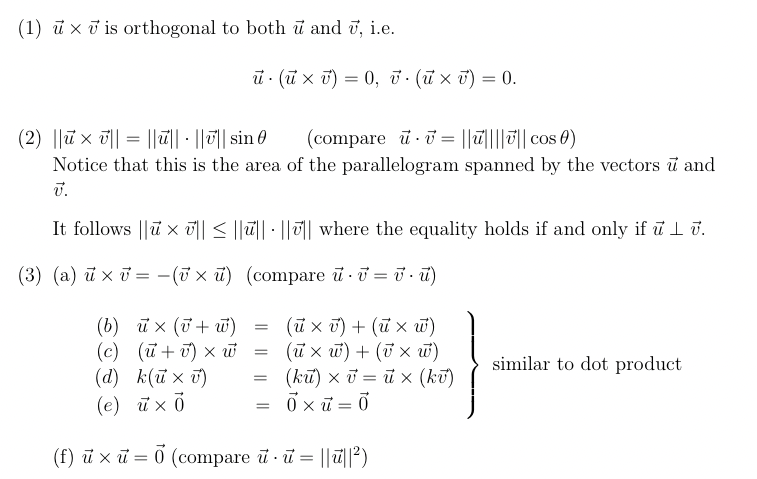 (1) $\vec{u} \times \vec{v}$ is orthogonal to both $\vec{u}$ and $\vec{v}$, i.e.
$\vec{u} \cdot (\vec{u} \times \vec{v}) = 0,\ \vec{v} \cdot (\vec{u} \times \vec{v}) = 0.$
(2) $||\vec{u} \times \vec{v}|| = ||\vec{u}|| \cdot ||\vec{v}|| \sin\theta$ (compare $\vec{u} \cdot \vec{v} = ||\vec{u}||||\vec{v}|| \cos\theta$)
Notice that this is the area of the parallelogram spanned by the vectors $\vec{u}$ and
$\vec{v}$.
It follows $||\vec{u} \times \vec{v}|| \leq ||\vec{u}|| \cdot ||\vec{v}||$ where the equality holds if and only if $\vec{u} \perp \vec{v}$.
(3) (a) $\vec{u} \times \vec{v} = -(\vec{v} \times \vec{u})$ (compare $\vec{u} \cdot \vec{v} = \vec{v} \cdot \vec{u}$)
(b) $\vec{u} \times (\vec{v} + \vec{w}) = (\vec{u} \times \vec{v}) + (\vec{u} \times \vec{w})$
(c) $(\vec{u} + \vec{v}) \times \vec{w} = (\vec{u} \times \vec{w}) + (\vec{v} \times \vec{w})$
(d) $k(\vec{u} \times \vec{v}) = (k\vec{u}) \times \vec{v} = \vec{u} \times (k\vec{v})$
(e) $\vec{u} \times \vec{0} = \vec{0} \times \vec{u} = \vec{0}$
similar to dot product
(f) $\vec{u} \times \vec{u} = \vec{0}$ (compare $\vec{u} \cdot \vec{u} = ||\vec{u}||^2$)